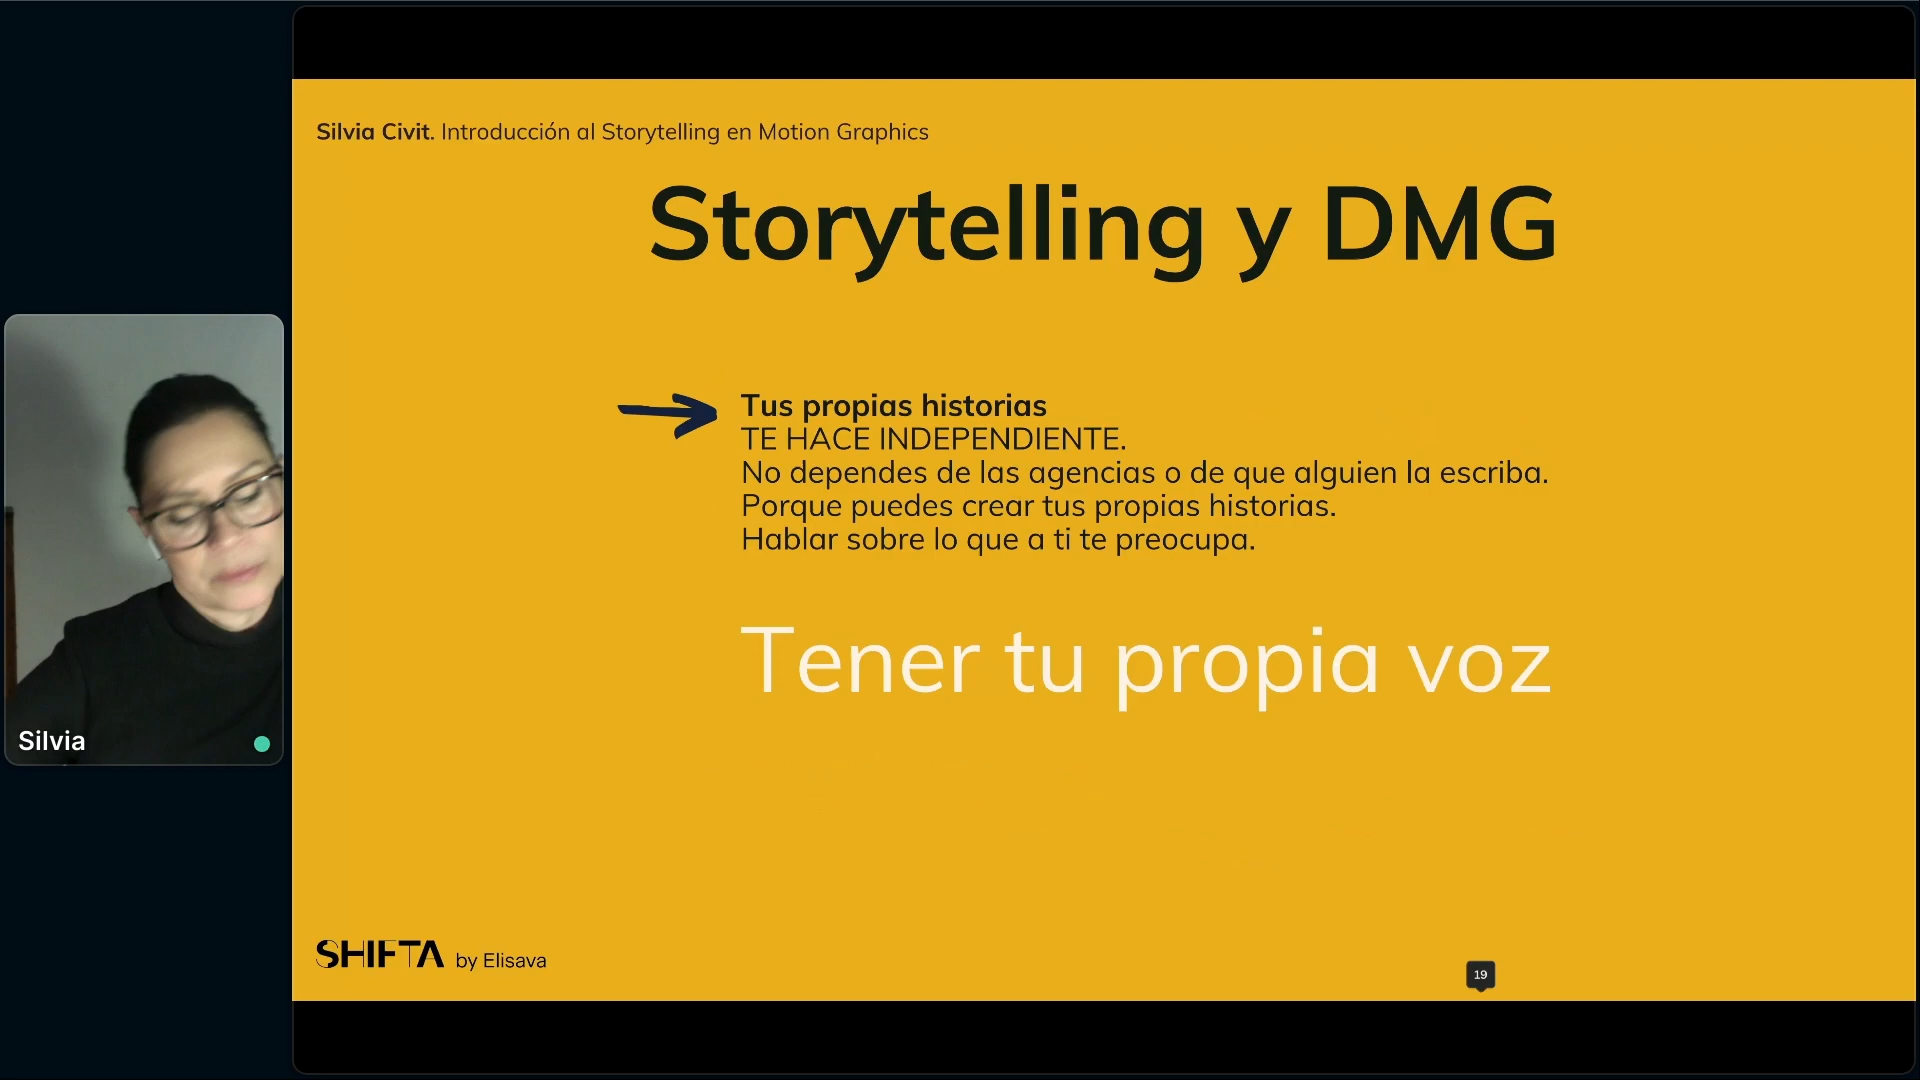 Silvia Civit. Introducción al Storytelling en Motion Graphics
Storytelling y DMG
Tus propias historias
TE HACE INDEPENDIENTE.
No dependes de las agencias o de que alguien la escriba.
Porque puedes crear tus propias historias.
Hablar sobre lo que a ti te preocupa.
Tener tu propia voz
Silvia
SHIFTA by Elisava
19